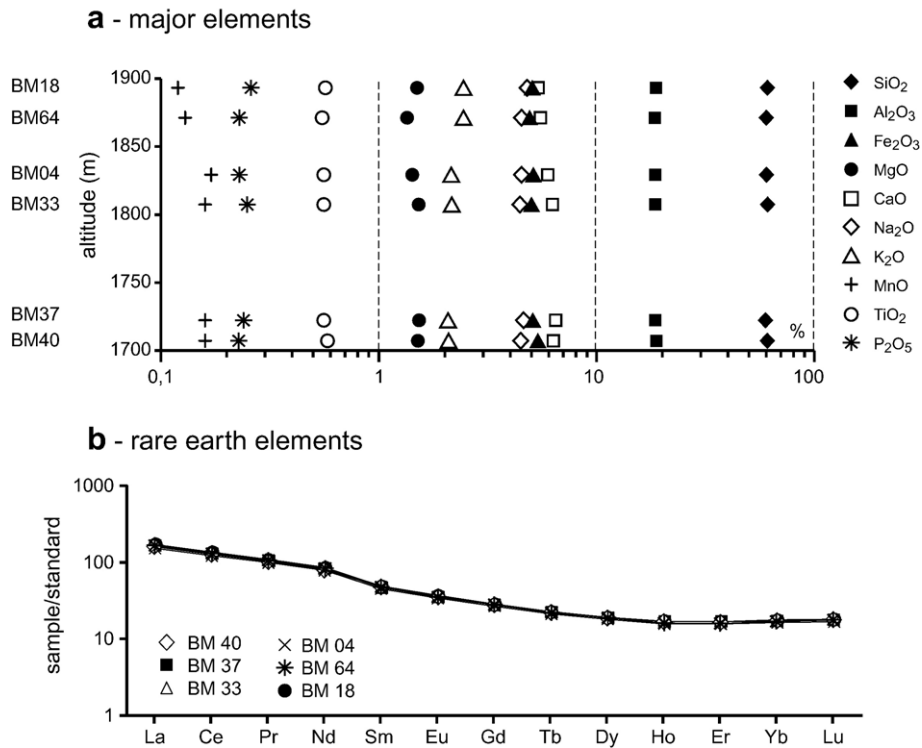 a - major elements
BM18
BM64
BM04
BM33
BM37
BM40
altitude (m)
1900
1850
1800
1750
1700
0,1
1
10
100
%
SiO₂
Al₂O₃
Fe₂O₃
MgO
CaO
Na₂O
K₂O
MnO
TiO₂
P₂O₅
b - rare earth elements
sample/standard
1000
100
10
1
BM 40
BM 37
BM 33
BM 04
BM 64
BM 18
La Ce Pr Nd Sm Eu Gd Tb Dy Ho Er Yb Lu